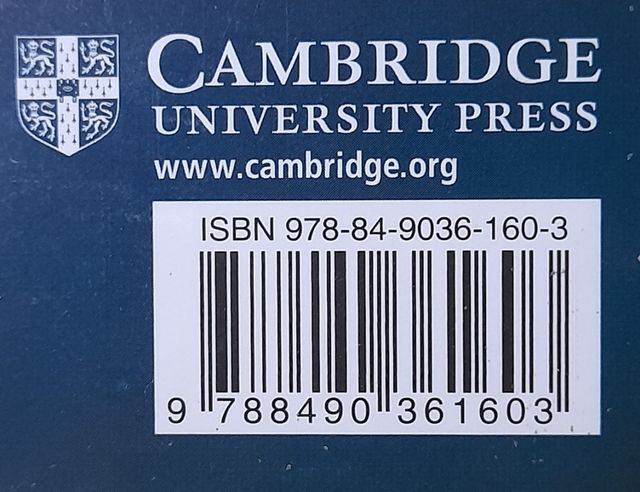 CAMBRIDGE
UNIVERSITY PRESS
www.cambridge.org
ISBN 978-84-9036-160-3
9 788490 361603